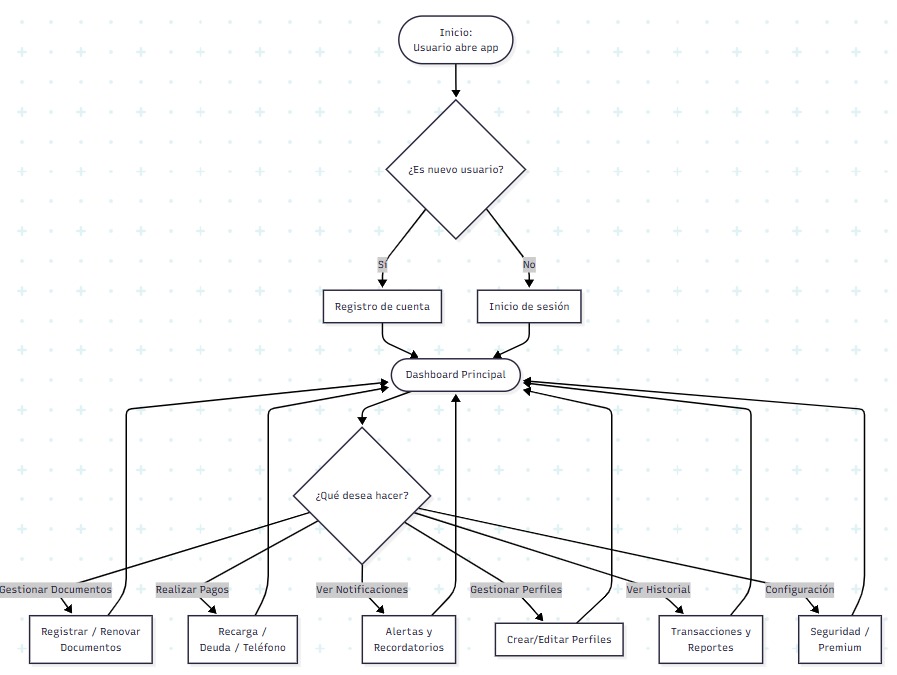 Inicio:
Usuario abre app
¿Es nuevo usuario?
Sí
No
Registro de cuenta
Inicio de sesión
Dashboard Principal
¿Qué desea hacer?
Gestionar Documentos
Realizar Pagos
Ver Notificaciones
Gestionar Perfiles
Ver Historial
Configuración
Registrar / Renovar
Documentos
Recarga /
Deuda / Teléfono
Alertas y
Recordatorios
Crear/Editar Perfiles
Transacciones y
Reportes
Seguridad /
Premium